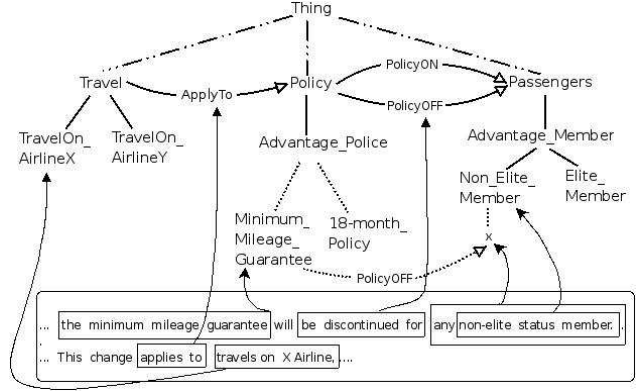 Thing
PolicyON
Travel
ApplyTo
Policy
Passengers
PolicyOFF
TravelOn_
AirlineX
TravelOn_
AirlineY
Advantage_Police
Advantage_Member
Non_Elite_
Member
Elite_
Member
Minimum_
Mileage_
Guarantee
18-month_
Policy
x
PolicyOFF
... the minimum mileage guarantee will be discontinued for any non-elite status member. .
... This change applies to travels on X Airline, ....